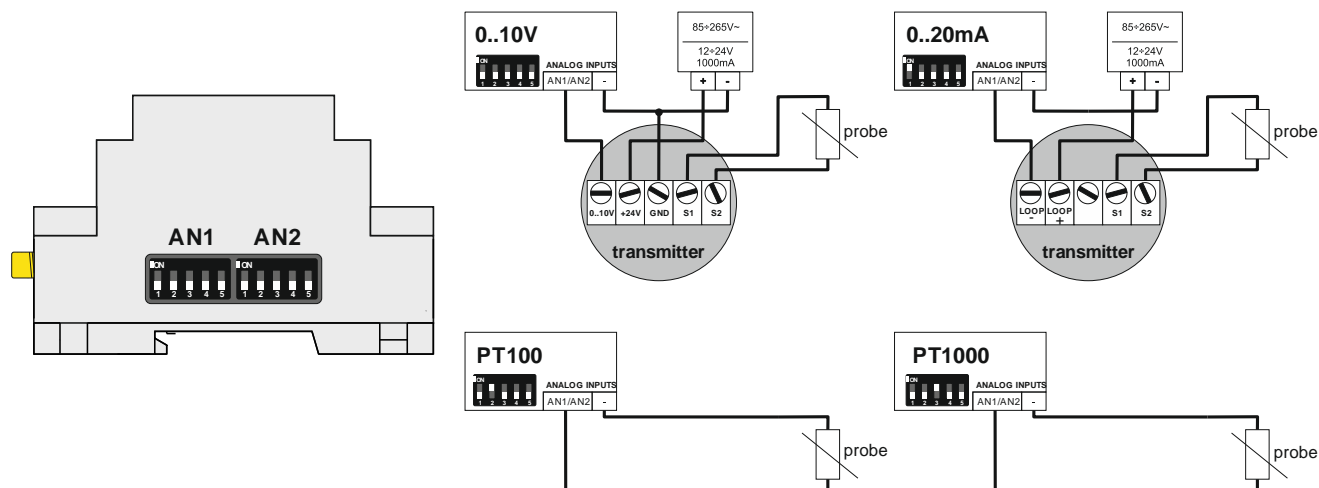 AN1 AN2
ON ON
1 2 3 4 5 1 2 3 4 5
0..10V
ON
1 2 3 4 5
ANALOG INPUTS
AN1/AN2 -
85÷265V~
12÷24V
1000mA
+ -
probe
0..10V +24V GND S1 S2
transmitter
0..20mA
ON
1 2 3 4 5
ANALOG INPUTS
AN1/AN2 -
85÷265V~
12÷24V
1000mA
+ -
probe
LOOP - LOOP + S1 S2
transmitter
PT100
ON
1 2 3 4 5
ANALOG INPUTS
AN1/AN2 -
probe
PT1000
ON
1 2 3 4 5
ANALOG INPUTS
AN1/AN2 -
probe